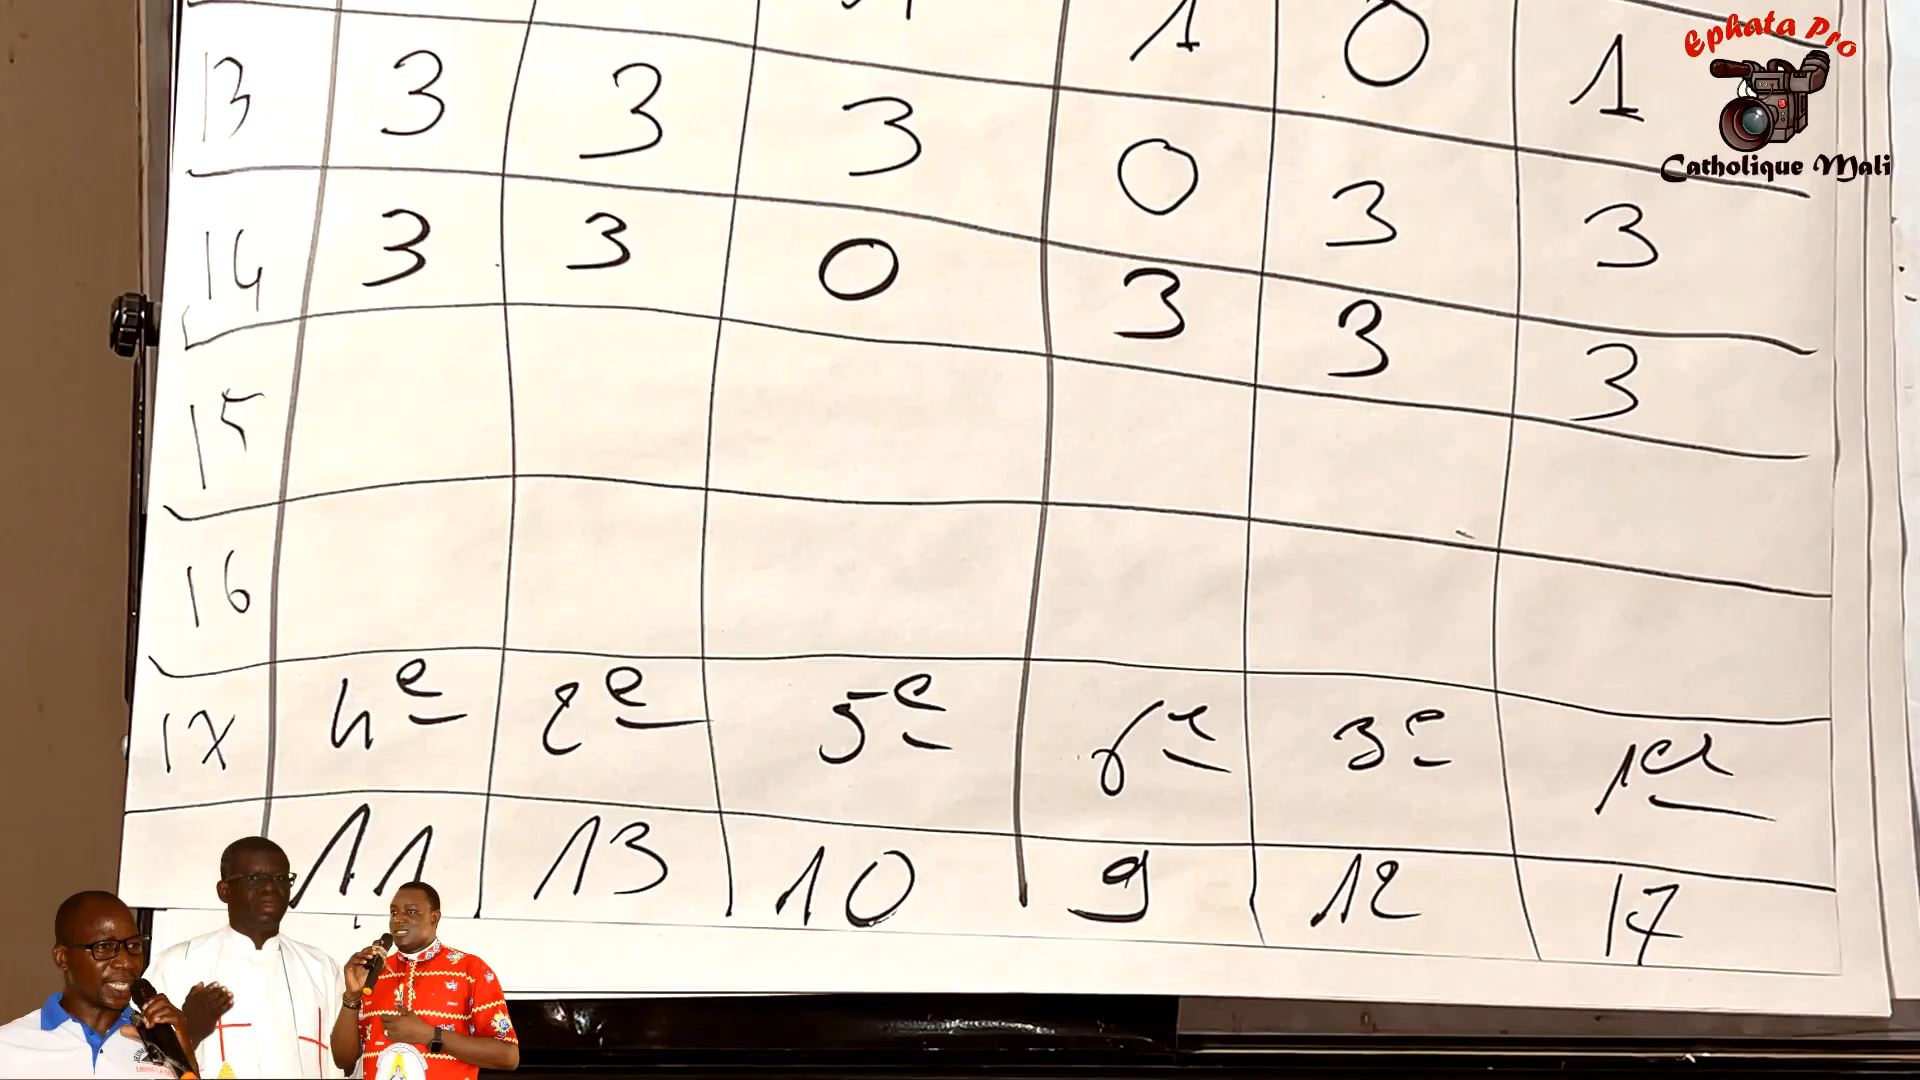 Ephata Pro
Catholique Mali
1 0 1
13 3 3 3 0 3 3
14 3 3 0 3 3 3
15
16
17 4e 2e 5e 6e 3e 1er
11 13 10 9 12 17